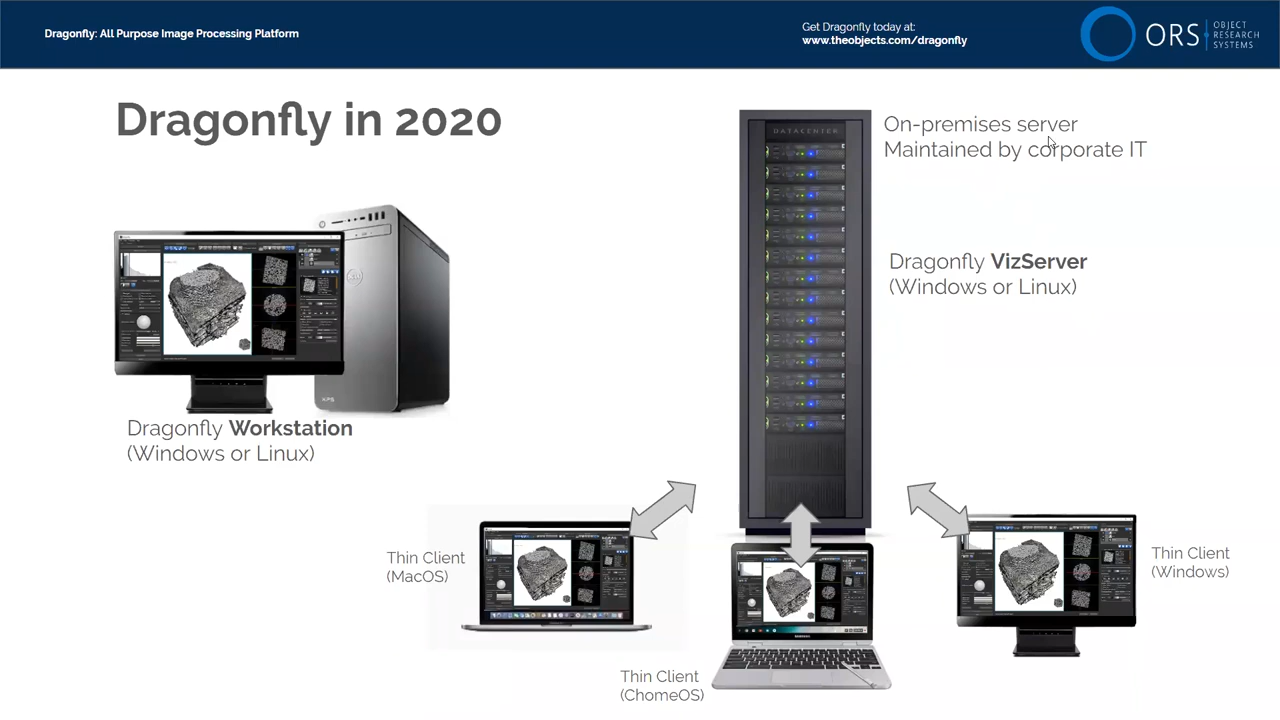 Dragonfly: All Purpose Image Processing Platform
Get Dragonfly today at:
www.theobjects.com/dragonfly
ORS
OBJECT
RESEARCH
SYSTEMS
Dragonfly in 2020
DATACENTER
On-premises server
Maintained by corporate IT
Dragonfly VizServer
(Windows or Linux)
XPS
Dragonfly Workstation
(Windows or Linux)
Thin Client
(MacOS)
Thin Client
(Windows)
Thin Client
(ChomeOS)